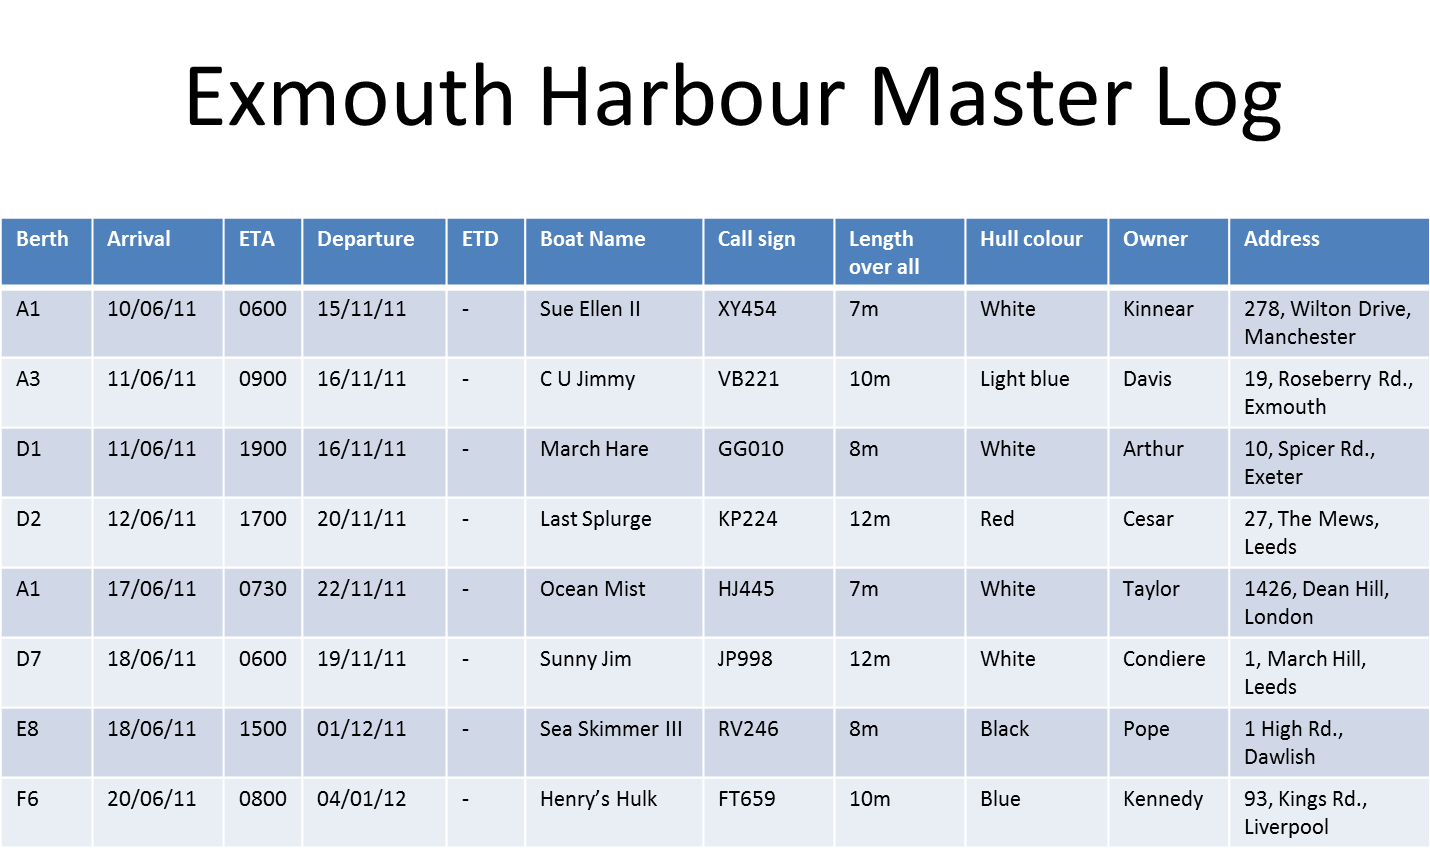 Exmouth Harbour Master Log
Berth Arrival ETA Departure ETD Boat Name Call sign Length Hull colour Owner Address
over all
A1 10/06/11 0600 15/11/11 - Sue Ellen II XY454 7m White Kinnear 278, Wilton Drive,
Manchester
A3 11/06/11 0900 16/11/11 - C U Jimmy VB221 10m Light blue Davis 19, Roseberry Rd.,
Exmouth
D1 11/06/11 1900 16/11/11 - March Hare GG010 8m White Arthur 10, Spicer Rd.,
Exeter
D2 12/06/11 1700 20/11/11 - Last Splurge KP224 12m Red Cesar 27, The Mews,
Leeds
A1 17/06/11 0730 22/11/11 - Ocean Mist HJ445 7m White Taylor 1426, Dean Hill,
London
D7 18/06/11 0600 19/11/11 - Sunny Jim JP998 12m White Condiere 1, March Hill,
Leeds
E8 18/06/11 1500 01/12/11 - Sea Skimmer III RV246 8m Black Pope 1 High Rd.,
Dawlish
F6 20/06/11 0800 04/01/12 - Henry’s Hulk FT659 10m Blue Kennedy 93, Kings Rd.,
Liverpool